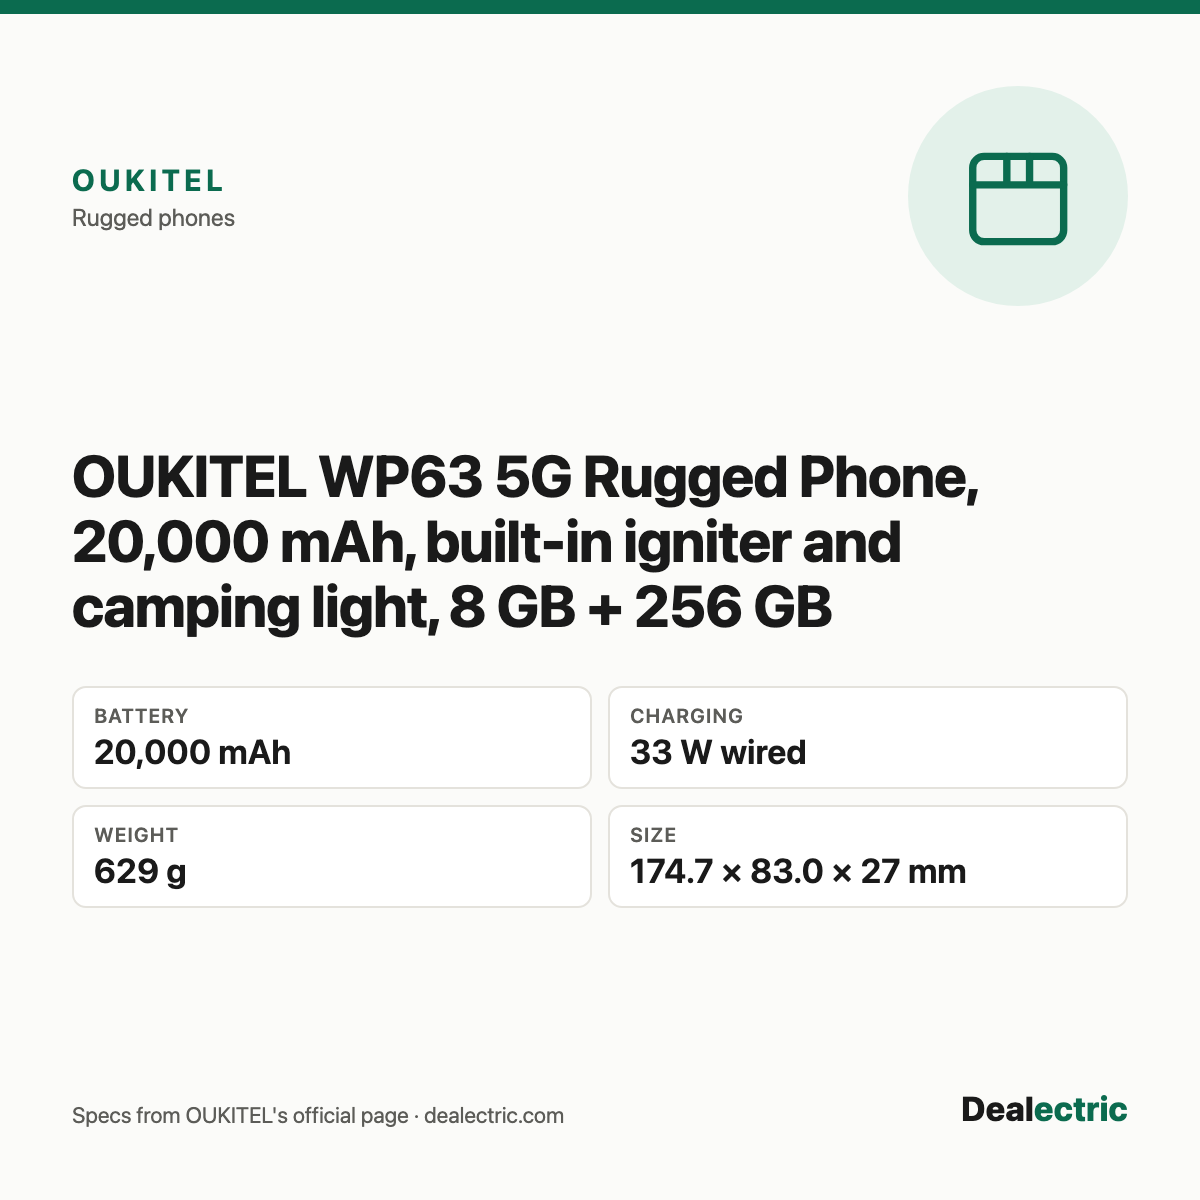 OUKITEL
Rugged phones
OUKITEL WP63 5G Rugged Phone,
20,000 mAh, built-in igniter and
camping light, 8 GB + 256 GB
BATTERY
20,000 mAh
CHARGING
33 W wired
WEIGHT
629 g
SIZE
174.7 × 83.0 × 27 mm
Specs from OUKITEL's official page · dealectric.com
Dealectric